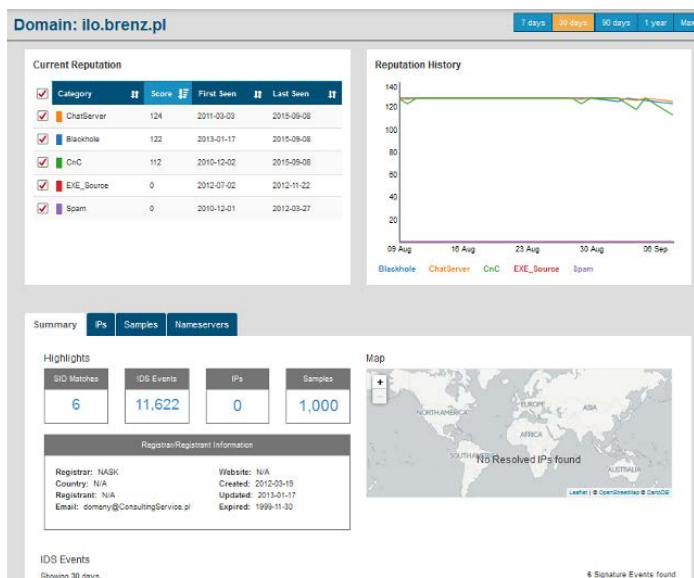 Domain: ilo.brenz.pl
7 days 30 days 90 days 1 year Max
Current Reputation
Category Score First Seen Last Seen
ChatServer 124 2011-03-03 2015-09-08
Blackhole 122 2013-01-17 2015-09-08
CnC 112 2010-12-02 2015-09-08
EXE_Source 0 2012-07-02 2012-11-22
Spam 0 2010-12-01 2012-03-27
Reputation History
140
120
100
80
60
40
20
09 Aug 16 Aug 23 Aug 30 Aug 06 Sep
Blackhole ChatServer CnC EXE_Source Spam
Summary IPs Samples Nameservers
Highlights
SID Matches IDS Events IPs Samples
6 11,622 0 1,000
Registrar/Registrant Information
Registrar: NASK
Country: N/A
Registrant: N/A
Email: domeny@ConsultingService.pl
Website: N/A
Created: 2012-03-19
Updated: 2013-01-17
Expired: 1999-11-30
Map
+
-
NORTH AMERICA
EUROPE
ASIA
AFRICA
SOUTH AMERICA
No Resolved IPs found
AUSTRALIA
Leaflet | © OpenStreetMap © CartoDB
IDS Events
Showing 30 days
6 Signature Events found